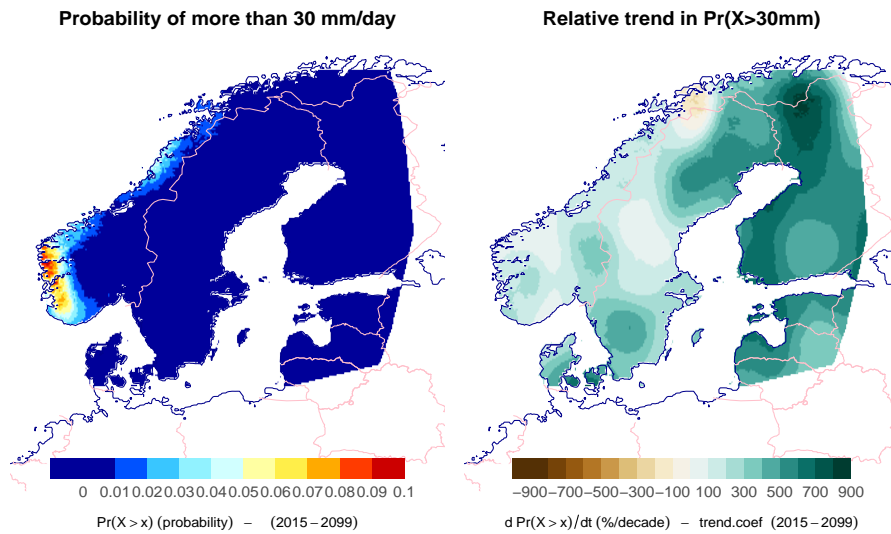 Probability of more than 30 mm/day
Relative trend in Pr(X>30mm)
0 0.01 0.02 0.03 0.04 0.05 0.06 0.07 0.08 0.09 0.1
−900 −700 −500 −300 −100 100 300 500 700 900
Pr(X > x) (probability) − (2015 − 2099)
d Pr(X > x)/dt (%/decade) − trend.coef (2015 − 2099)